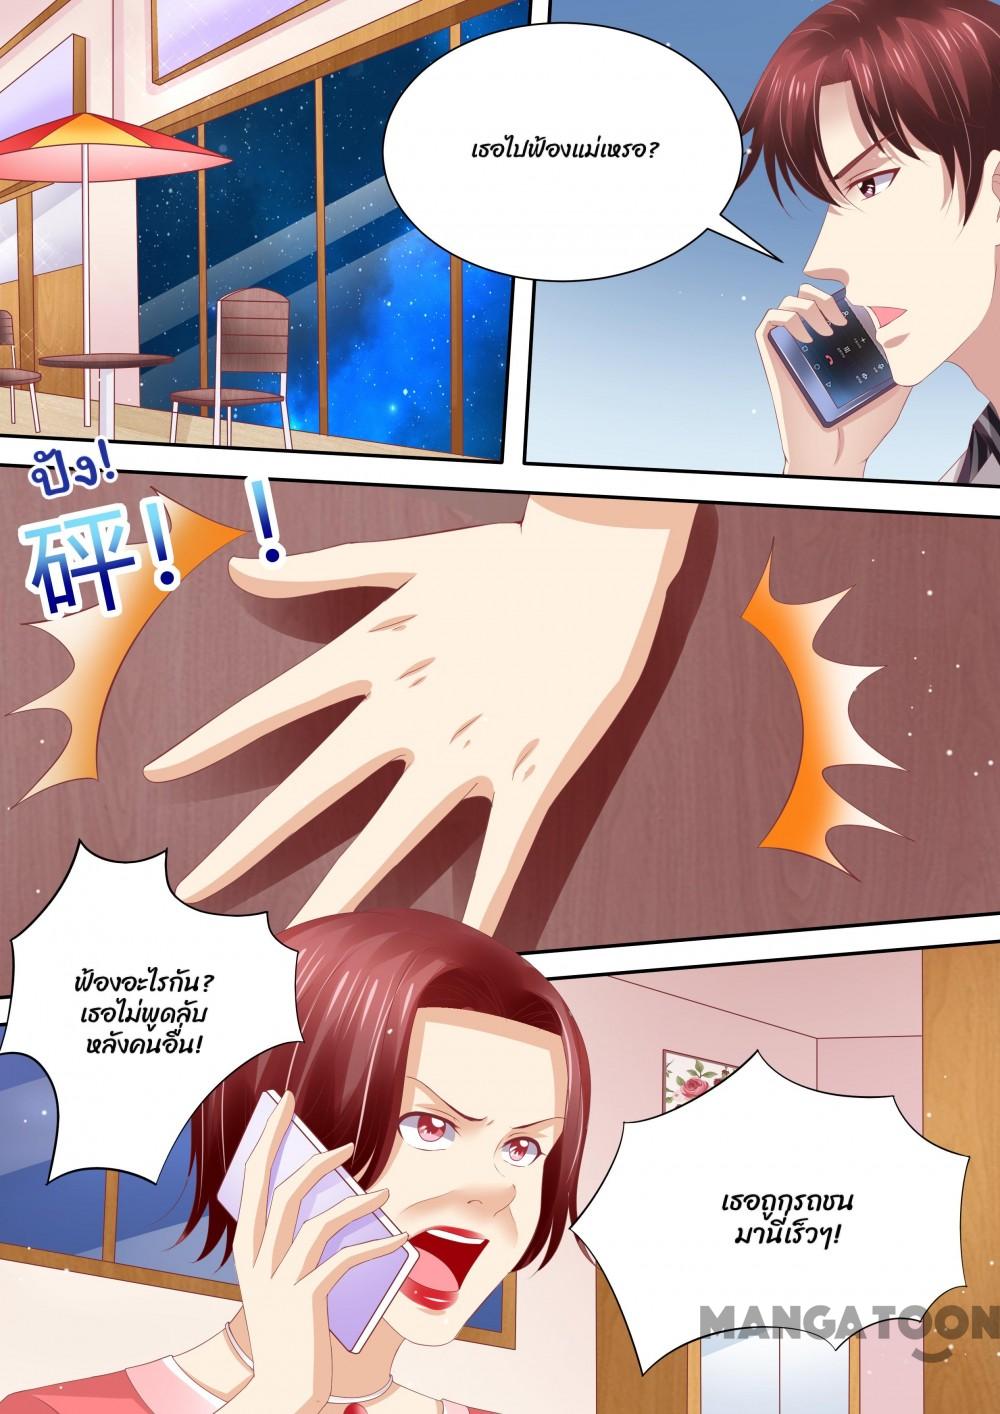 เธอไปฟ้องแม่เหรอ?
ปัง!
砰！！
ฟ้องอะไรกัน?
เธอไม่พูดลับ
หลังคนอื่น!
เธอถูกรถชน
มานี่เร็วๆ!
MANGATOON